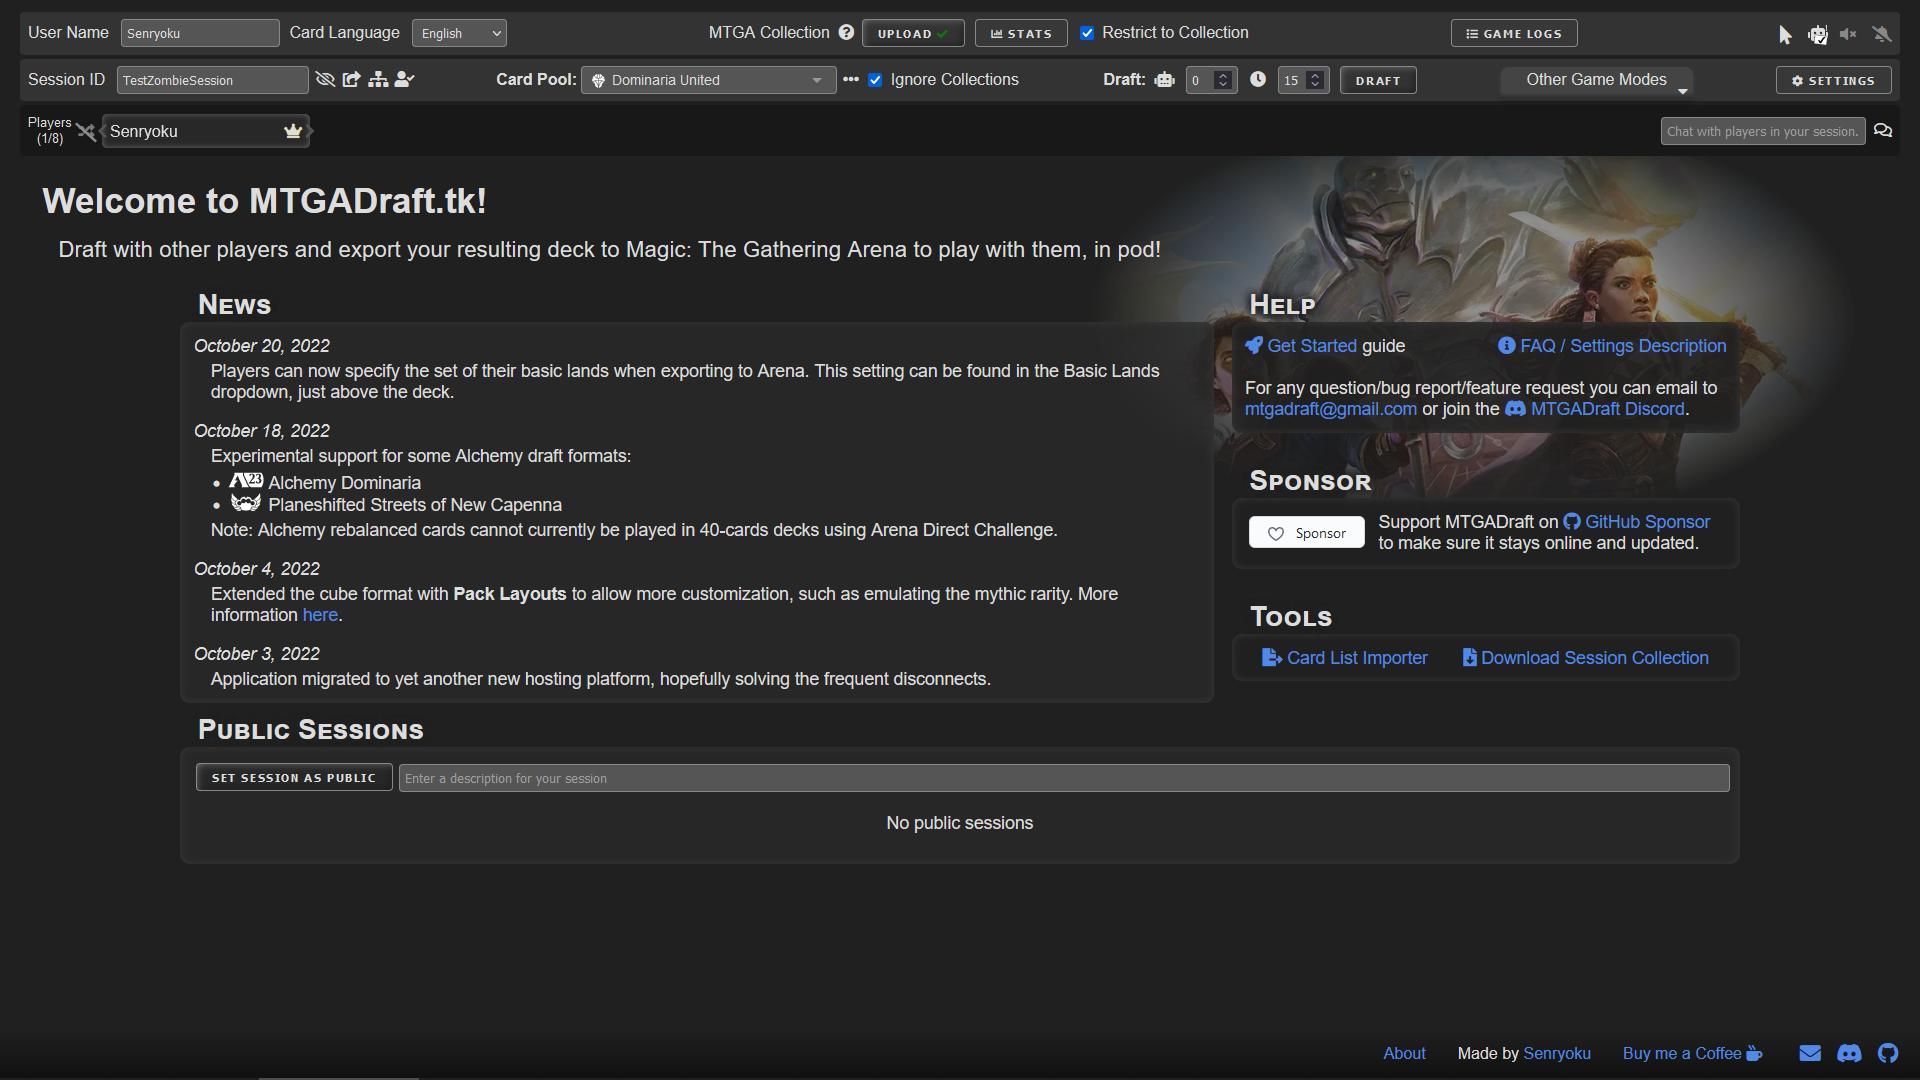 User Name Senryoku Card Language English MTGA Collection UPLOAD STATS Restrict to Collection GAME LOGS
Session ID TestZombieSession Card Pool: Dominaria United Ignore Collections Draft: 0 15 DRAFT Other Game Modes SETTINGS
Players
(1/8)
Senryoku
Chat with players in your session.
Welcome to MTGADraft.tk!
Draft with other players and export your resulting deck to Magic: The Gathering Arena to play with them, in pod!
News
October 20, 2022
Players can now specify the set of their basic lands when exporting to Arena. This setting can be found in the Basic Lands
dropdown, just above the deck.
October 18, 2022
Experimental support for some Alchemy draft formats:
• A23 Alchemy Dominaria
• Planeshifted Streets of New Capenna
Note: Alchemy rebalanced cards cannot currently be played in 40-cards decks using Arena Direct Challenge.
October 4, 2022
Extended the cube format with Pack Layouts to allow more customization, such as emulating the mythic rarity. More
information here.
October 3, 2022
Application migrated to yet another new hosting platform, hopefully solving the frequent disconnects.
Help
Get Started guide
FAQ / Settings Description
For any question/bug report/feature request you can email to
mtgadraft@gmail.com or join the MTGADraft Discord.
Sponsor
Sponsor
Support MTGADraft on GitHub Sponsor
to make sure it stays online and updated.
Tools
Card List Importer
Download Session Collection
Public Sessions
SET SESSION AS PUBLIC
Enter a description for your session
No public sessions
About Made by Senryoku Buy me a Coffee